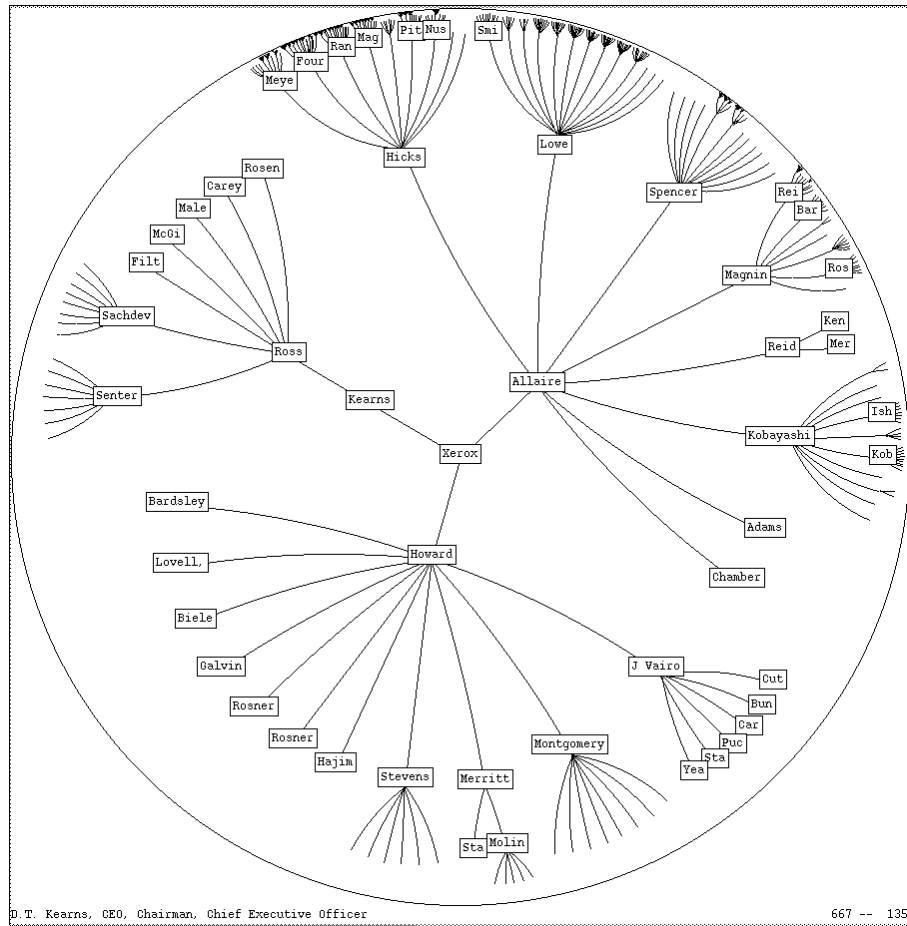 Smi
Pit
Nus
Mag
Ran
Four
Meye
Lowe
Hicks
Rosen
Carey
Spencer
Rei
Male
Bar
McGi
Filt
Ros
Magnin
Sachdev
Ken
Mer
Reid
Ross
Allaire
Senter
Kearns
Ish
Kobayashi
Xerox
Kob
Bardsley
Adams
Howard
Lovell,
Chamber
Biele
Galvin
J Vairo
Cut
Bun
Rosner
Car
Rosner
Puc
Montgomery
Sta
Hajim
Yea
Stevens
Merritt
Molin
Sta
D.T. Kearns, CEO, Chairman, Chief Executive Officer
667 -- 135